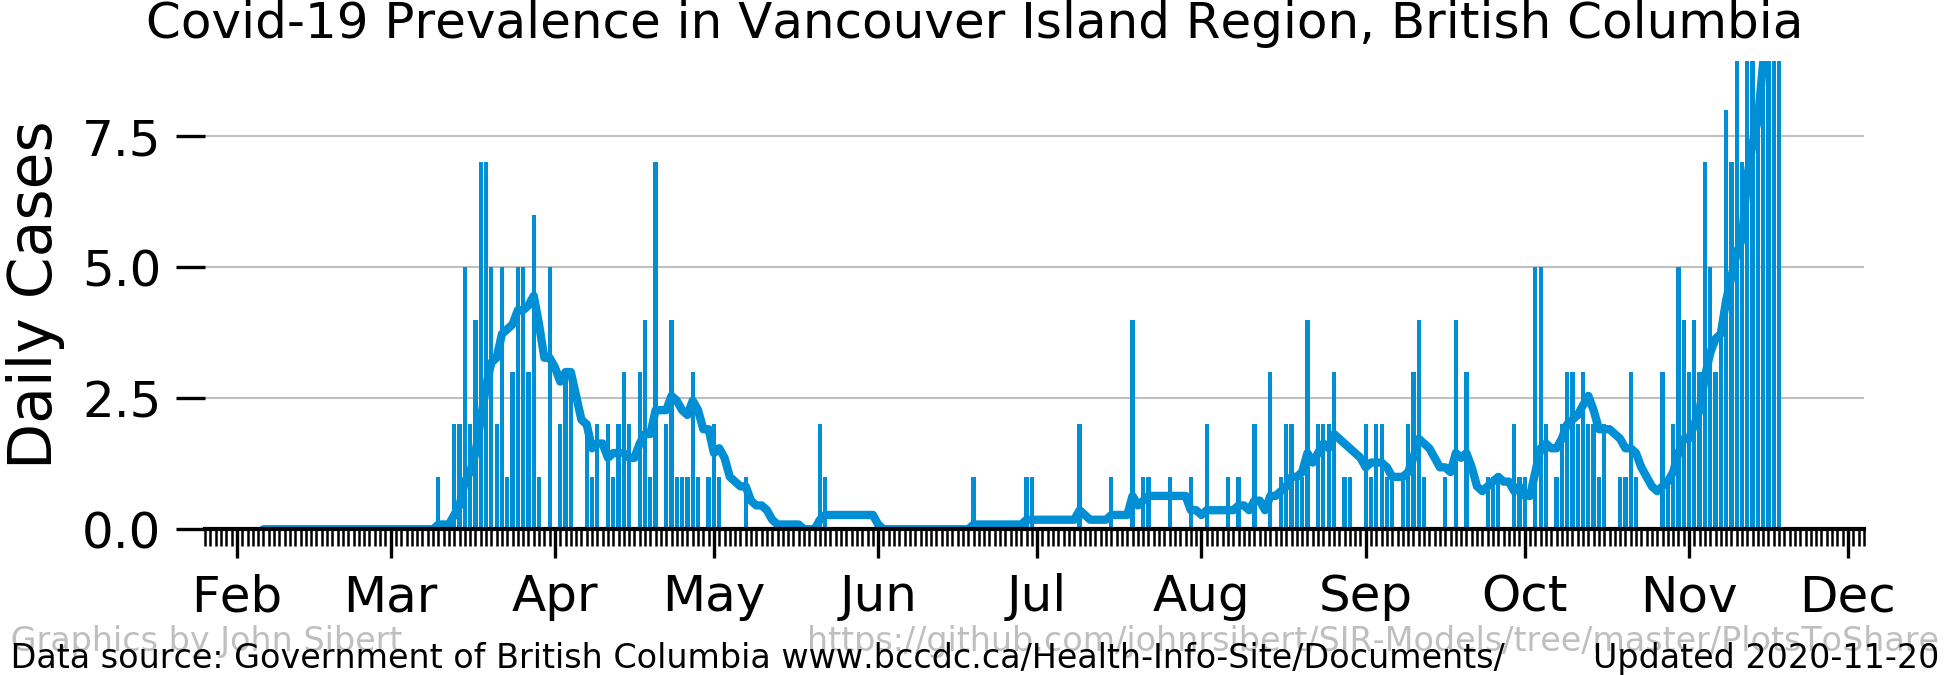 Covid-19 Prevalence in Vancouver Island Region, British Columbia
Daily Cases
7.5
5.0
2.5
0.0
Feb Mar Apr May Jun Jul Aug Sep Oct Nov Dec
Graphics by John Sibert https://github.com/johnrsibert/SIR-Models/tree/master/PlotsToShare
Data source: Government of British Columbia www.bccdc.ca/Health-Info-Site/Documents/ Updated 2020-11-20